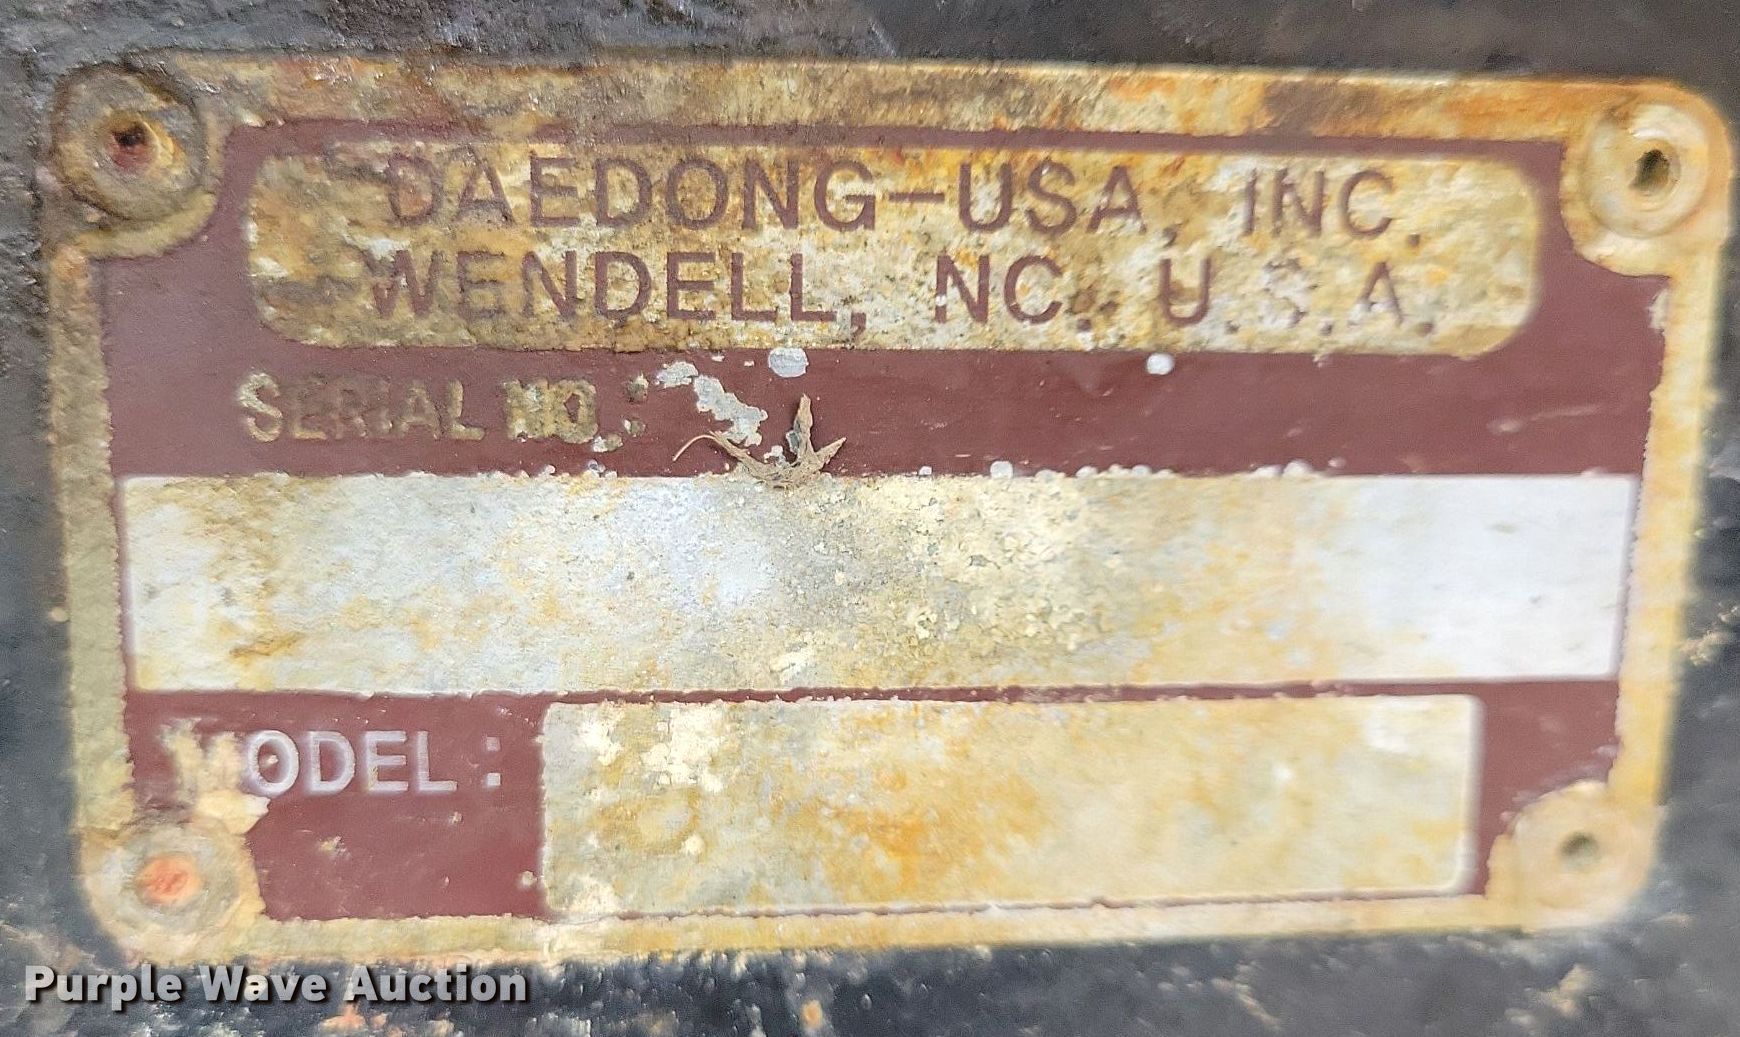 DAEDONG-USA, INC.
WENDELL, NC. U.S.A.
SERIAL NO.:
MODEL:
Purple Wave Auction